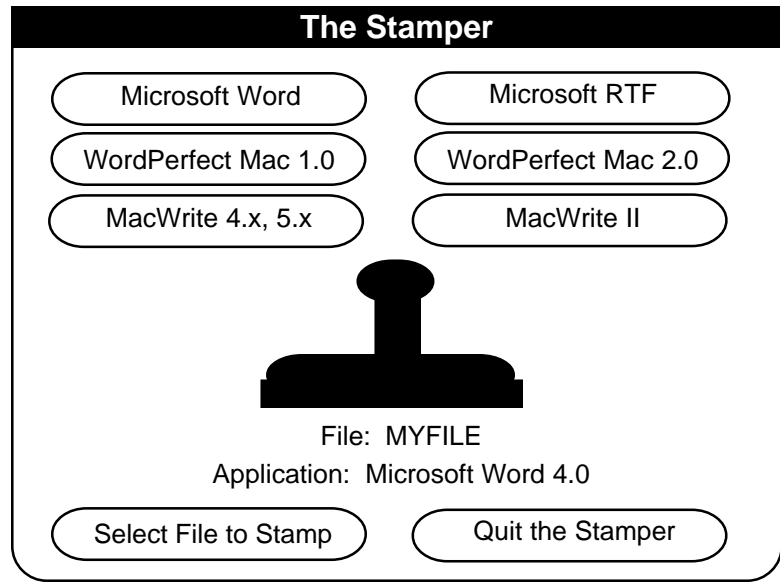 The Stamper
Microsoft Word
Microsoft RTF
WordPerfect Mac 1.0
WordPerfect Mac 2.0
MacWrite 4.x, 5.x
MacWrite II
File: MYFILE
Application: Microsoft Word 4.0
Select File to Stamp
Quit the Stamper